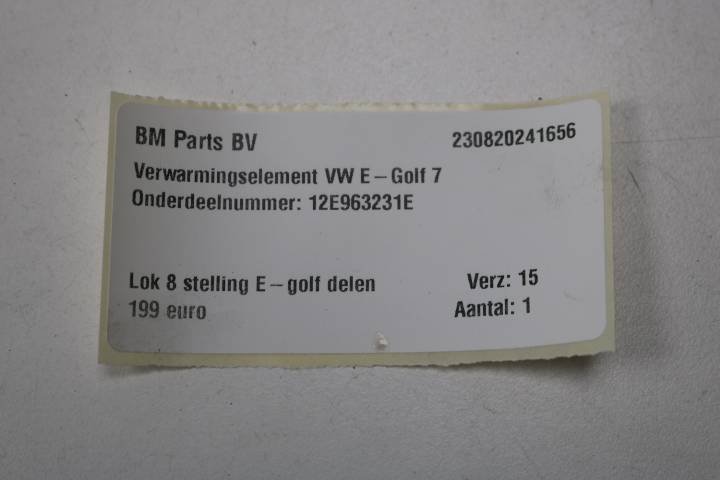 BM Parts BV 230820241656
Verwarmingselement VW E-Golf 7
Onderdeelnummer: 12E963231E
Lok 8 stelling E-golf delen Verz: 15
199 euro Aantal: 1